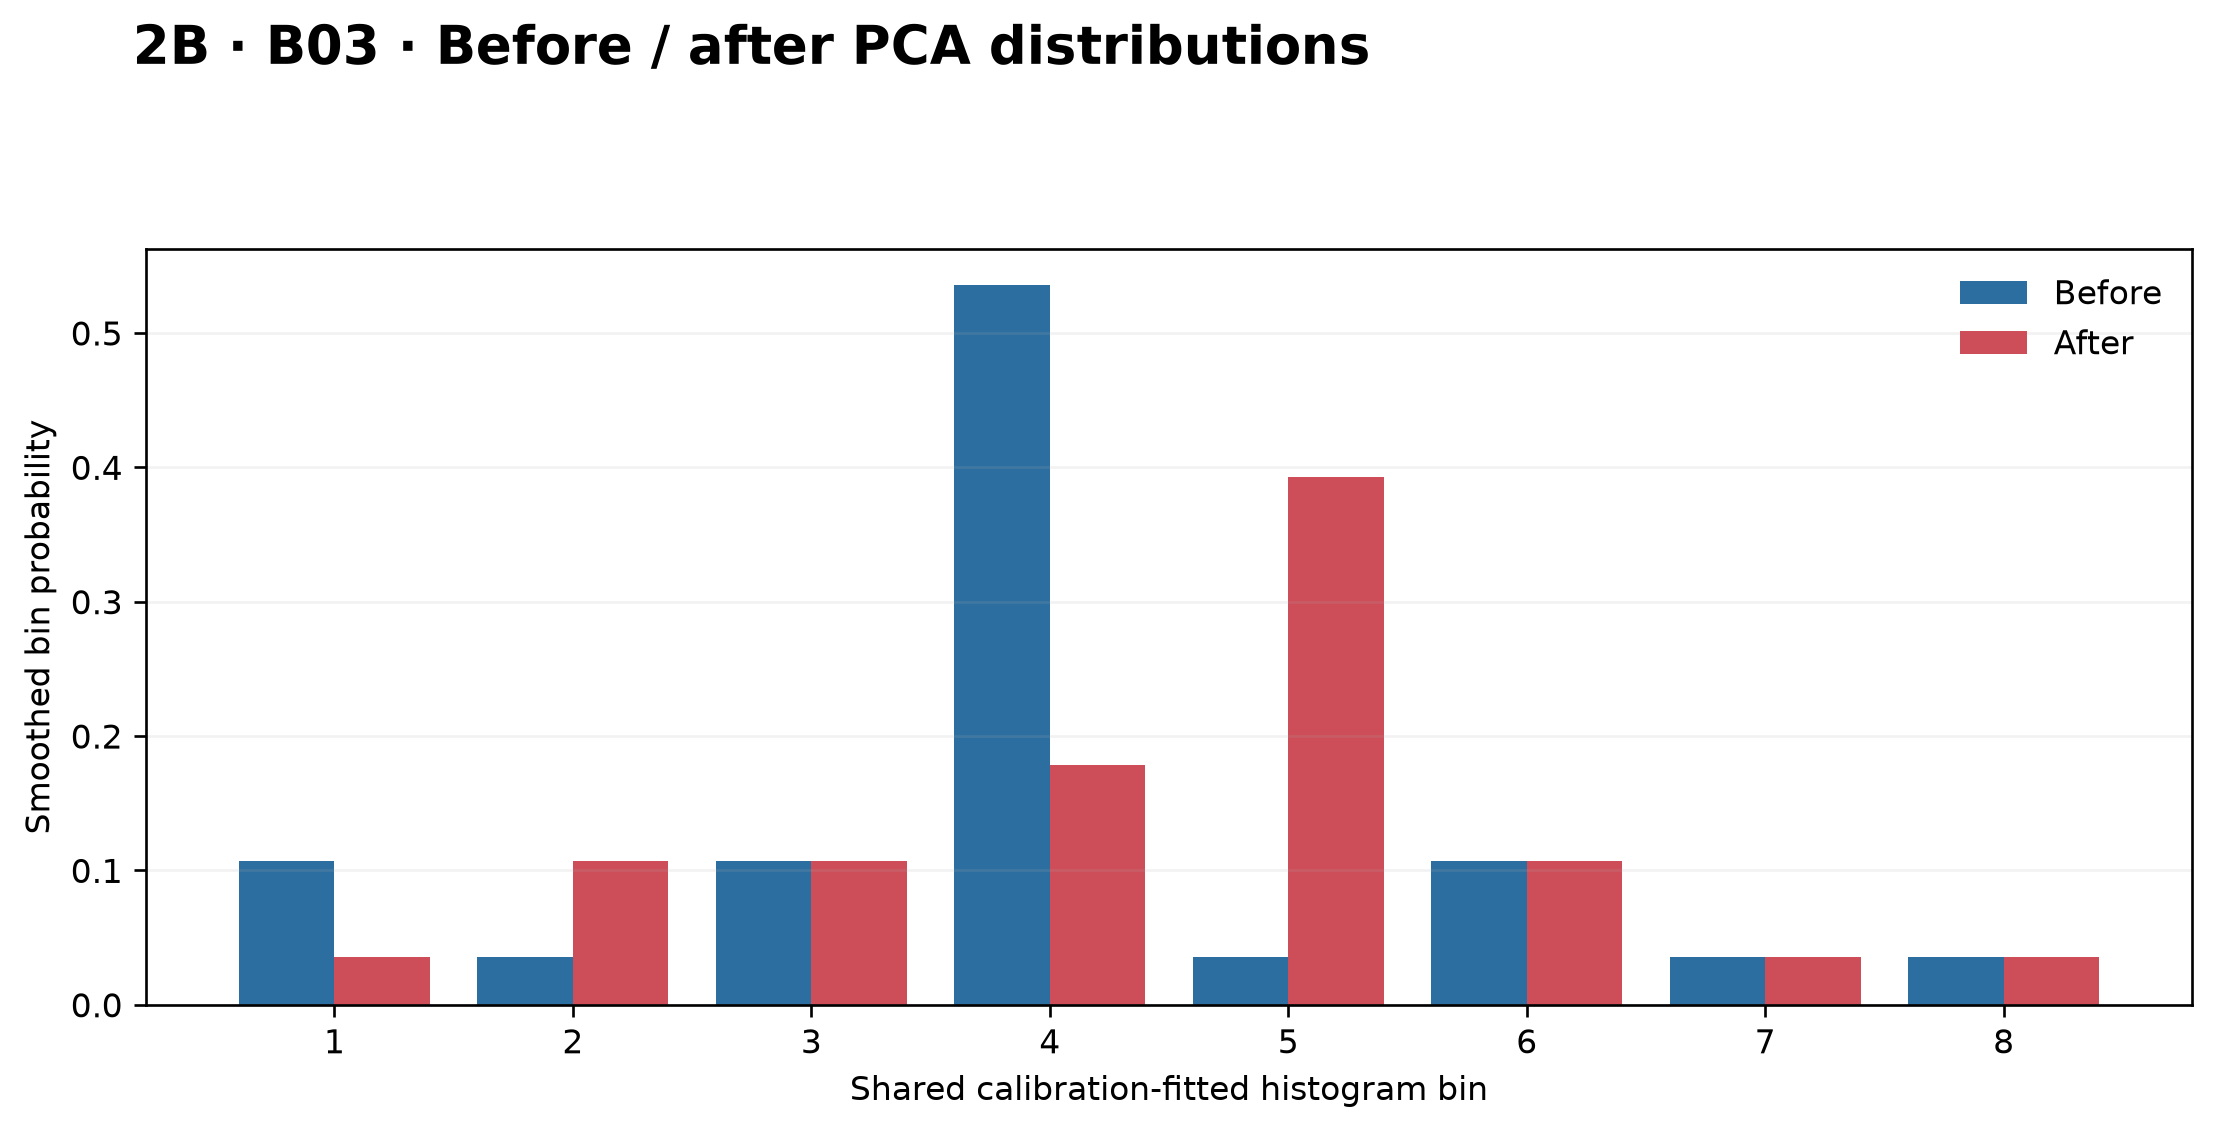 2B · B03 · Before / after PCA distributions
Before
After
Smoothed bin probability
0.5
0.4
0.3
0.2
0.1
0.0
1 2 3 4 5 6 7 8
Shared calibration-fitted histogram bin